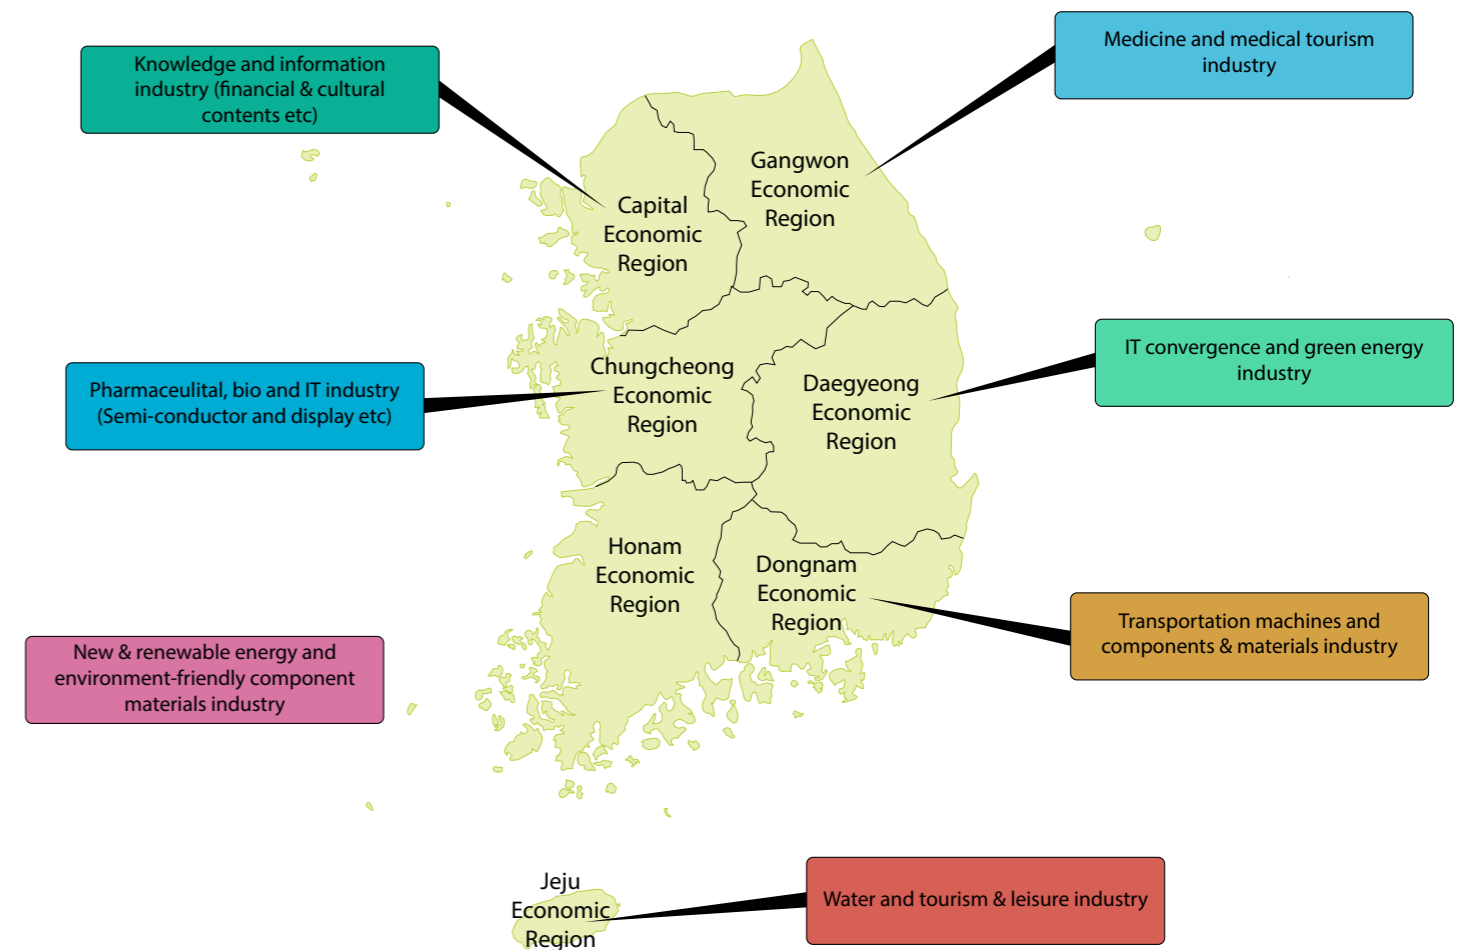 Knowledge and information
industry (financial & cultural
contents etc)
Medicine and medical tourism
industry
Gangwon
Economic
Region
Capital
Economic
Region
Pharmaceulital, bio and IT industry
(Semi-conductor and display etc)
Chungcheong
Economic
Region
Daegyeong
Economic
Region
IT convergence and green energy
industry
Honam
Economic
Region
Dongnam
Economic
Region
New & renewable energy and
environment-friendly component
materials industry
Transportation machines and
components & materials industry
Jeju
Economic
Region
Water and tourism & leisure industry